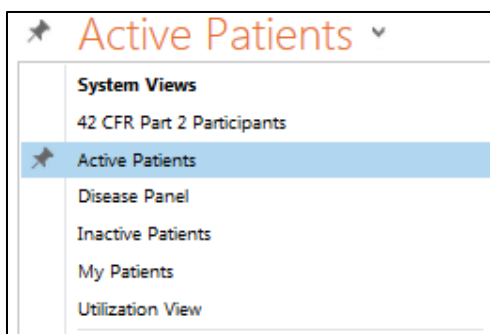 Active Patients
System Views
42 CFR Part 2 Participants
Active Patients
Disease Panel
Inactive Patients
My Patients
Utilization View